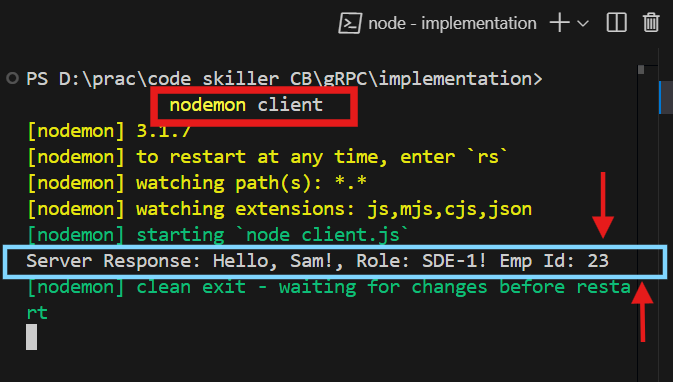 node - implementation
PS D:\prac\code skiller CB\gRPC\implementation>
nodemon client
[nodemon] 3.1.7
[nodemon] to restart at any time, enter `rs`
[nodemon] watching path(s): *.*
[nodemon] watching extensions: js,mjs,cjs,json
[nodemon] starting `node client.js`
Server Response: Hello, Sam!, Role: SDE-1! Emp Id: 23
[nodemon] clean exit - waiting for changes before resta
rt